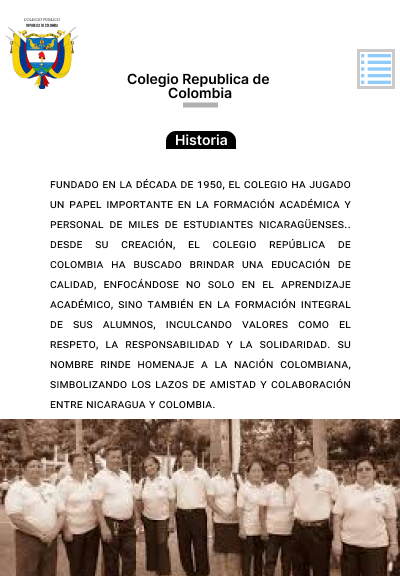 COLEGIO PUBLICO
REPUBLICA DE COLOMBIA
Colegio Republica de
Colombia
Historia
FUNDADO EN LA DÉCADA DE 1950, EL COLEGIO HA JUGADO
UN PAPEL IMPORTANTE EN LA FORMACIÓN ACADÉMICA Y
PERSONAL DE MILES DE ESTUDIANTES NICARAGÜENSES..
DESDE SU CREACIÓN, EL COLEGIO REPÚBLICA DE
COLOMBIA HA BUSCADO BRINDAR UNA EDUCACIÓN DE
CALIDAD, ENFOCÁNDOSE NO SOLO EN EL APRENDIZAJE
ACADÉMICO, SINO TAMBIÉN EN LA FORMACIÓN INTEGRAL
DE SUS ALUMNOS, INCULCANDO VALORES COMO EL
RESPETO, LA RESPONSABILIDAD Y LA SOLIDARIDAD. SU
NOMBRE RINDE HOMENAJE A LA NACIÓN COLOMBIANA,
SIMBOLIZANDO LOS LAZOS DE AMISTAD Y COLABORACIÓN
ENTRE NICARAGUA Y COLOMBIA.